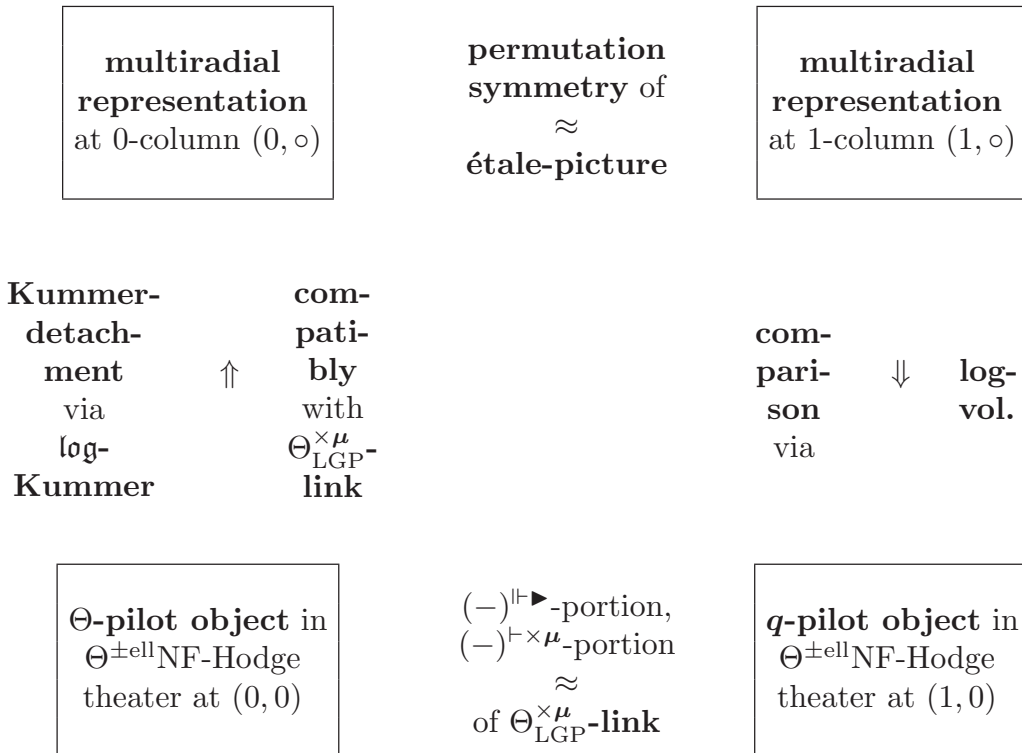 multiradial
representation
at 0-column (0, ∘)
permutation
symmetry of
≈
étale-picture
multiradial
representation
at 1-column (1, ∘)
Kummer-
detach-
ment
via
𝔩𝔬𝔤-
Kummer
⇑
com-
pati-
bly
with
Θ^{×μ}_{LGP}-
link
com-
pari-
son
via
⇓
log-
vol.
Θ-pilot object in
Θ^{±ell}NF-Hodge
theater at (0, 0)
(−)^{⊩▶}-portion,
(−)^{⊢×μ}-portion
≈
of Θ^{×μ}_{LGP}-link
q-pilot object in
Θ^{±ell}NF-Hodge
theater at (1, 0)